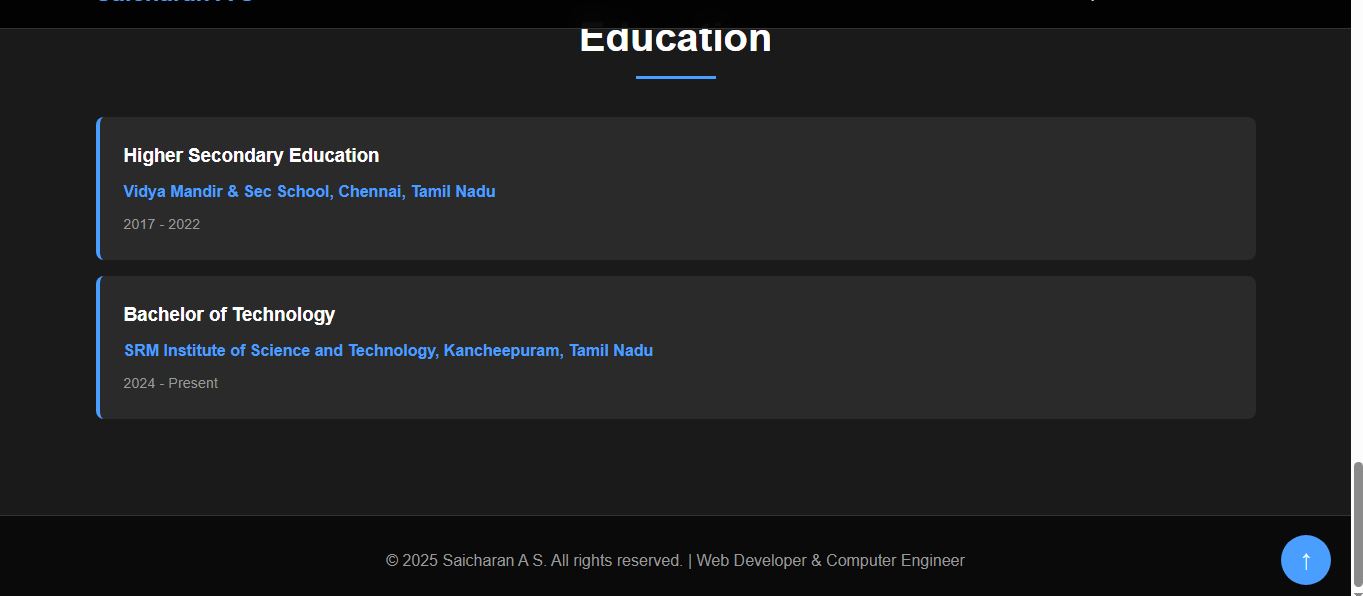 Education
Higher Secondary Education
Vidya Mandir & Sec School, Chennai, Tamil Nadu
2017 - 2022
Bachelor of Technology
SRM Institute of Science and Technology, Kancheepuram, Tamil Nadu
2024 - Present
© 2025 Saicharan A S. All rights reserved. | Web Developer & Computer Engineer
↑